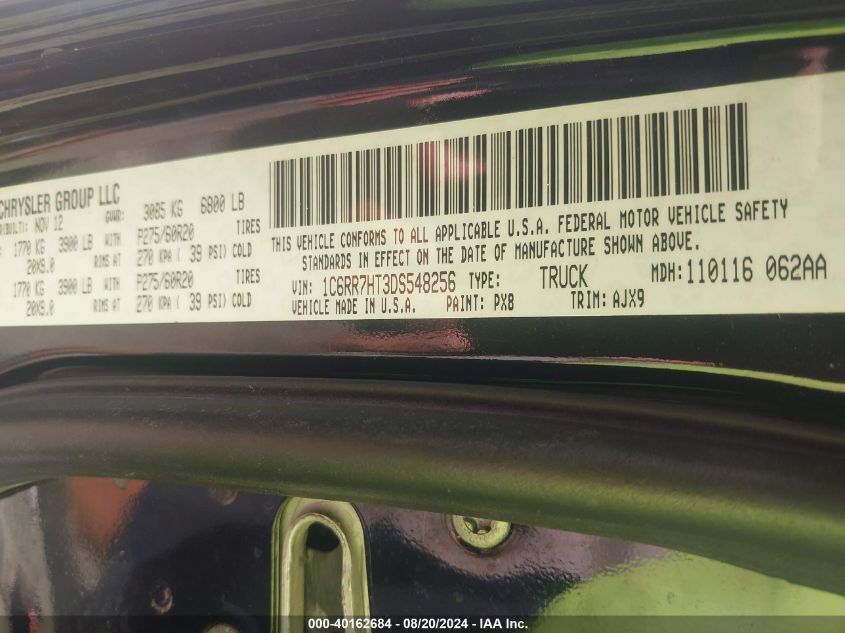 CHRYSLER GROUP LLC
(BUILT): NOV 12 GVWR: 3085 KG 6800 LB
1770 KG 3900 LB WITH P275/60R20 TIRES
20X9.0 RIMS AT 270 KPA ( 39 PSI) COLD
1770 KG 3900 LB WITH P275/60R20 TIRES
20X9.0 RIMS AT 270 KPA ( 39 PSI) COLD
THIS VEHICLE CONFORMS TO ALL APPLICABLE U.S.A. FEDERAL MOTOR VEHICLE SAFETY
STANDARDS IN EFFECT ON THE DATE OF MANUFACTURE SHOWN ABOVE.
VIN: 1C6RR7HT3DS548256 TYPE: TRUCK MDH: 110116 062AA
VEHICLE MADE IN U.S.A. PAINT: PX8 TRIM: AJX9
000-40162684 - 08/20/2024 - IAA Inc.